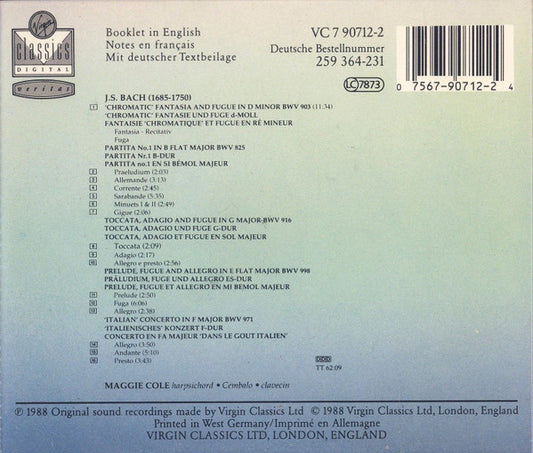 Virgin
classics
DIGITAL
veritas
Booklet in English
Notes en français
Mit deutscher Textbeilage
VC 7 90712-2
Deutsche Bestellnummer
259 364-231
LC 7873
0 7567-90712-2 4
J.S. BACH (1685-1750)
1 'CHROMATIC' FANTASIA AND FUGUE IN D MINOR BWV 903 (11:34)
'CHROMATIC' FANTASIE UND FUGE d-MOLL
FANTAISIE 'CHROMATIQUE' ET FUGUE EN RÉ MINEUR
Fantasia - Recitativ
Fuga
PARTITA No.1 IN B FLAT MAJOR BWV 825
PARTITA Nr.1 B-DUR
PARTITA no.1 EN SI BÉMOL MAJEUR
2 Praeludium (2:03)
3 Allemande (3:13)
4 Corrente (2:45)
5 Sarabande (5:35)
6 Minuets I & II (2:49)
7 Gigue (2:06)
TOCCATA, ADAGIO AND FUGUE IN G MAJOR BWV 916
TOCCATA, ADAGIO UND FUGE G-DUR
TOCCATA, ADAGIO ET FUGUE EN SOL MAJEUR
8 Toccata (2:09)
9 Adagio (2:17)
10 Allegro e presto (2:56)
PRELUDE, FUGUE AND ALLEGRO IN E FLAT MAJOR BWV 998
PRÄLUDIUM, FUGE UND ALLEGRO ES-DUR
PRELUDE, FUGUE ET ALLEGRO EN MI BEMOL MAJEUR
11 Prelude (2:50)
12 Fuga (6:06)
13 Allegro (2:38)
'ITALIAN' CONCERTO IN F MAJOR BWV 971
'ITALIENISCHES' KONZERT F-DUR
CONCERTO EN FA MAJEUR 'DANS LE GOUT ITALIEN'
14 Allegro (3:50)
15 Andante (5:10)
16 Presto (3:43)
DDD
TT 62:09
MAGGIE COLE harpsichord • Cembalo • clavecin
℗ 1988 Original sound recordings made by Virgin Classics Ltd © 1988 Virgin Classics Ltd, London, England
Printed in West Germany/Imprimé en Allemagne
VIRGIN CLASSICS LTD, LONDON, ENGLAND